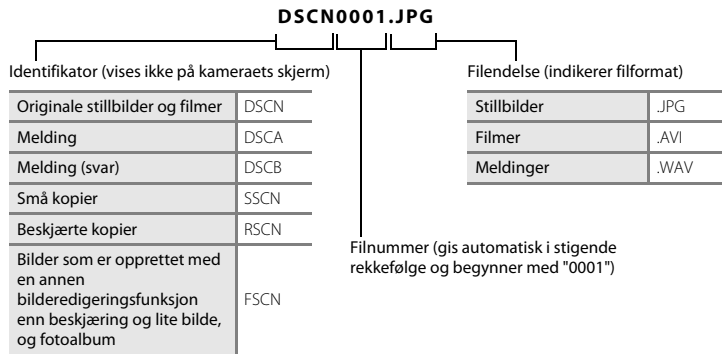 DSCN0001.JPG
Identifikator (vises ikke på kameraets skjerm)
Originale stillbilder og filmer DSCN
Melding DSCA
Melding (svar) DSCB
Små kopier SSCN
Beskjærte kopier RSCN
Bilder som er opprettet med
en annen
bilderedigeringsfunksjon FSCN
enn beskjæring og lite bilde,
og fotoalbum
Filendelse (indikerer filformat)
Stillbilder .JPG
Filmer .AVI
Meldinger .WAV
Filnummer (gis automatisk i stigende
rekkefølge og begynner med "0001")